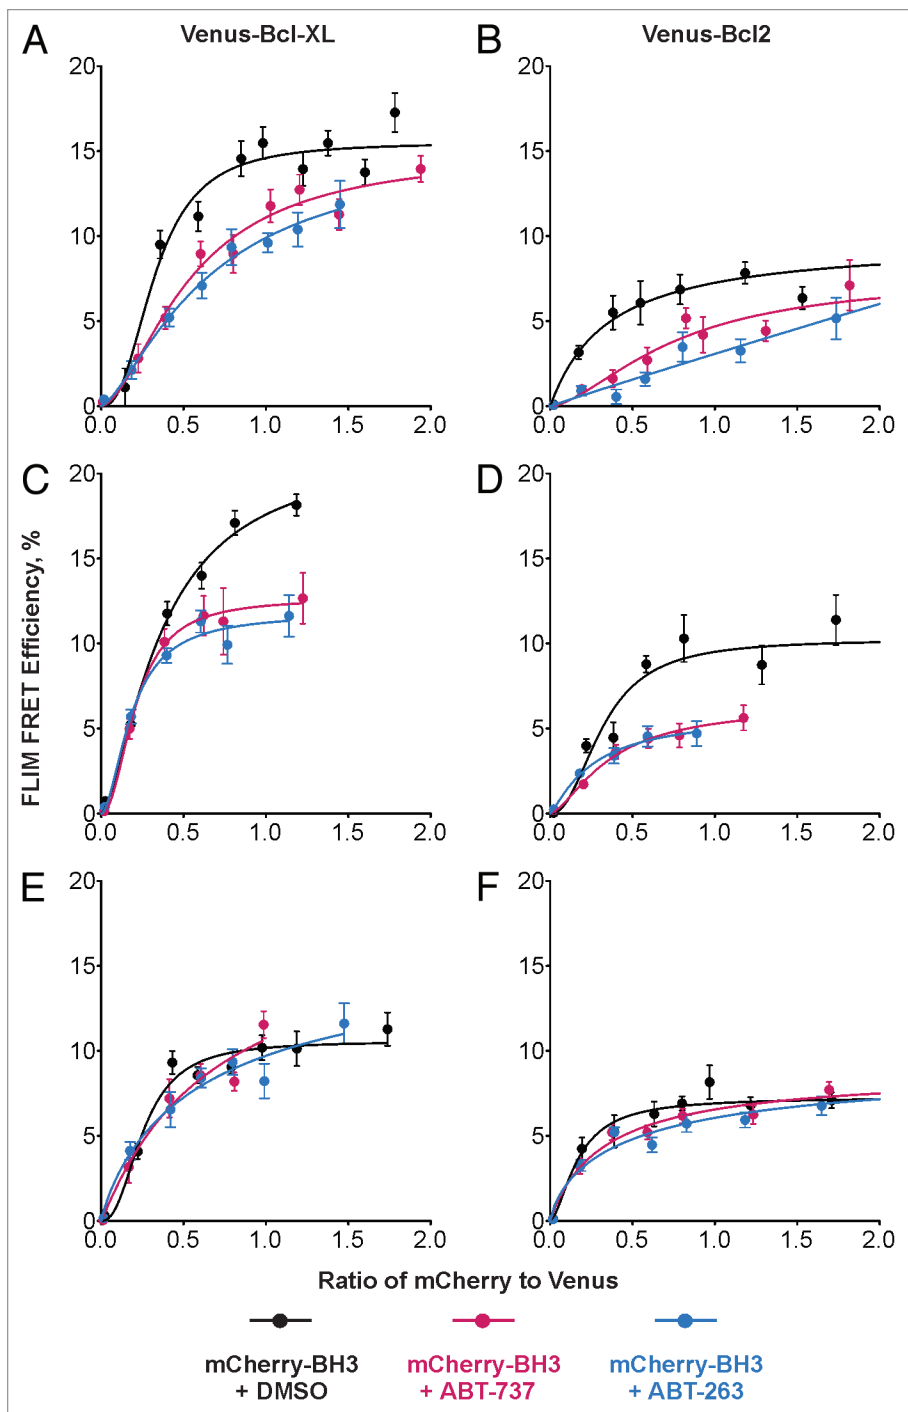 A Venus-Bcl-XL
B Venus-Bcl2
20
15
10
5
0
0.0 0.5 1.0 1.5 2.0
20
15
10
5
0
0.0 0.5 1.0 1.5 2.0
C
D
20
15
10
5
0
0.0 0.5 1.0 1.5 2.0
20
15
10
5
0
0.0 0.5 1.0 1.5 2.0
FLIM FRET Efficiency, %
E
F
20
15
10
5
0
0.0 0.5 1.0 1.5 2.0
20
15
10
5
0
0.0 0.5 1.0 1.5 2.0
Ratio of mCherry to Venus
mCherry-BH3
+ DMSO
mCherry-BH3
+ ABT-737
mCherry-BH3
+ ABT-263